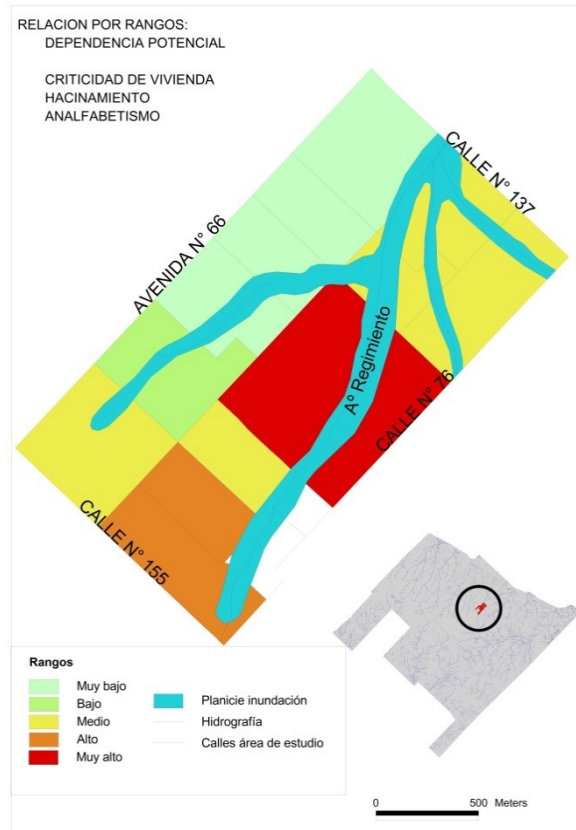 RELACION POR RANGOS:
DEPENDENCIA POTENCIAL
CRITICIDAD DE VIVIENDA
HACINAMIENTO
ANALFABETISMO
CALLE N° 137
AVENIDA N° 66
Aº Regimiento
CALLE N° 76
CALLE N° 155
Rangos
Muy bajo
Bajo
Medio
Alto
Muy alto
Planicie inundación
Hidrografía
Calles área de estudio
0 500 Meters